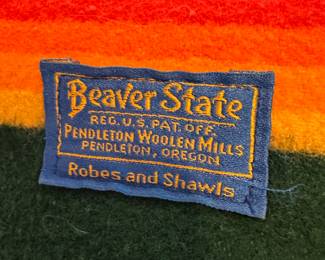 Beaver State
REG. U.S. PAT. OFF.
PENDLETON WOOLEN MILLS
PENDLETON, OREGON
Robes and Shawls